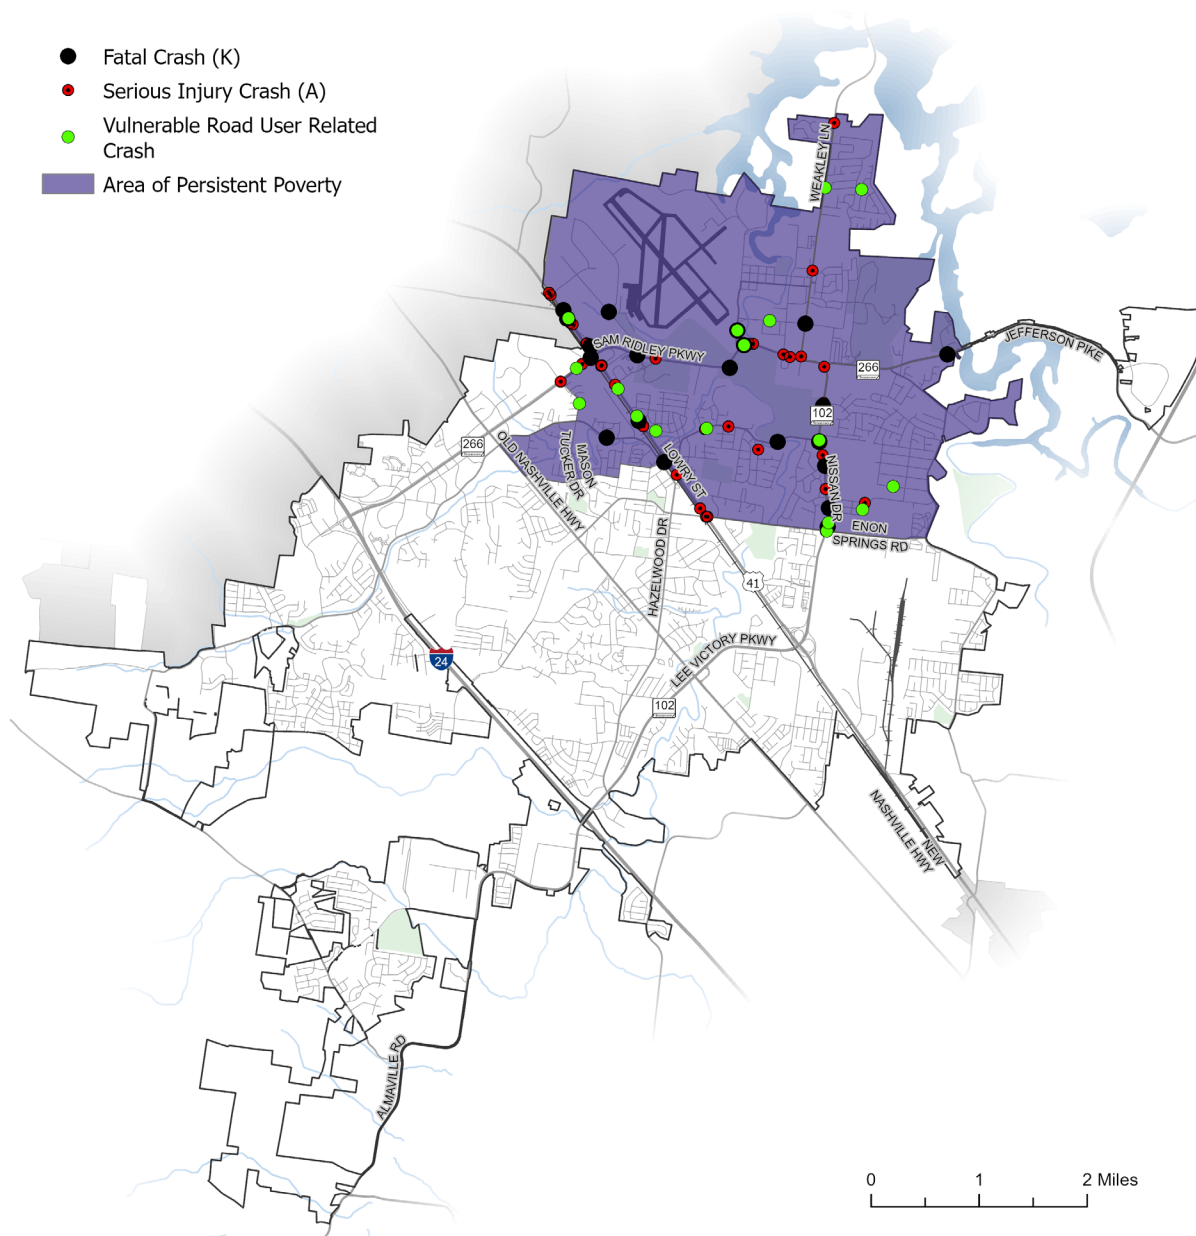 Fatal Crash (K)
Serious Injury Crash (A)
Vulnerable Road User Related
Crash
Area of Persistent Poverty
WEAKLEY LN
SAM RIDLEY PKWY
JEFFERSON PIKE
266
102
266
OLD NASHVILLE HWY
MASON
TUCKER DR
LOWRY ST
NISSAN DR
ENON
SPRINGS RD
HAZELWOOD DR
41
LEE VICTORY PKWY
24
102
NEW
NASHVILLE HWY
ALMAVILLE RD
0 1 2 Miles